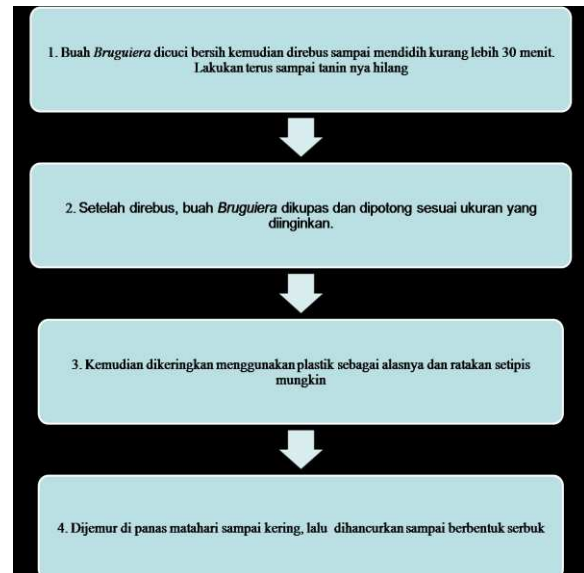 1. Buah Bruguiera dicuci bersih kemudian direbus sampai mendidih kurang lebih 30 menit.
Lakukan terus sampai tanin nya hilang
2. Setelah direbus, buah Bruguiera dikupas dan dipotong sesuai ukuran yang
diinginkan.
3. Kemudian dikeringkan menggunakan plastik sebagai alasnya dan ratakan setipis
mungkin
4. Dijemur di panas matahari sampai kering, lalu dihancurkan sampai berbentuk serbuk